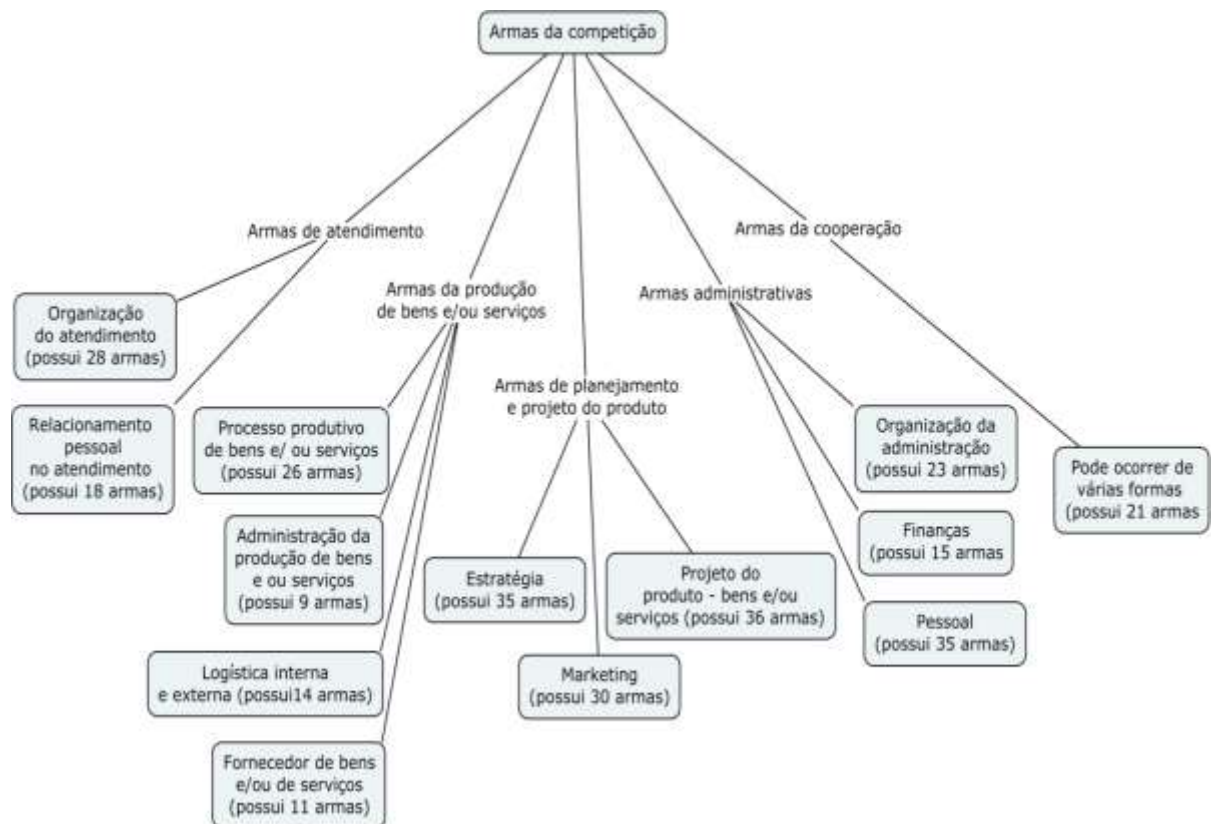 Armas da competição
Armas de atendimento
Armas da cooperação
Armas da produção
de bens e/ou serviços
Armas administrativas
Organização
do atendimento
(possui 28 armas)
Armas de planejamento
e projeto do produto
Relacionamento
pessoal
no atendimento
(possui 18 armas)
Processo produtivo
de bens e/ ou serviços
(possui 26 armas)
Organização da
administração
(possui 23 armas)
Pode ocorrer de
várias formas
(possui 21 armas
Administração da
produção de bens
e ou serviços
(possui 9 armas)
Finanças
(possui 15 armas
Estratégia
(possui 35 armas)
Projeto do
produto - bens e/ou
serviços (possui 36 armas)
Pessoal
(possui 35 armas)
Logística interna
e externa (possui14 armas)
Marketing
(possui 30 armas)
Fornecedor de bens
e/ou de serviços
(possui 11 armas)